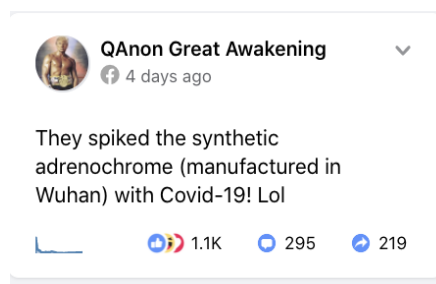 QAnon Great Awakening
4 days ago
They spiked the synthetic
adrenochrome (manufactured in
Wuhan) with Covid-19! Lol
1.1K 295 219